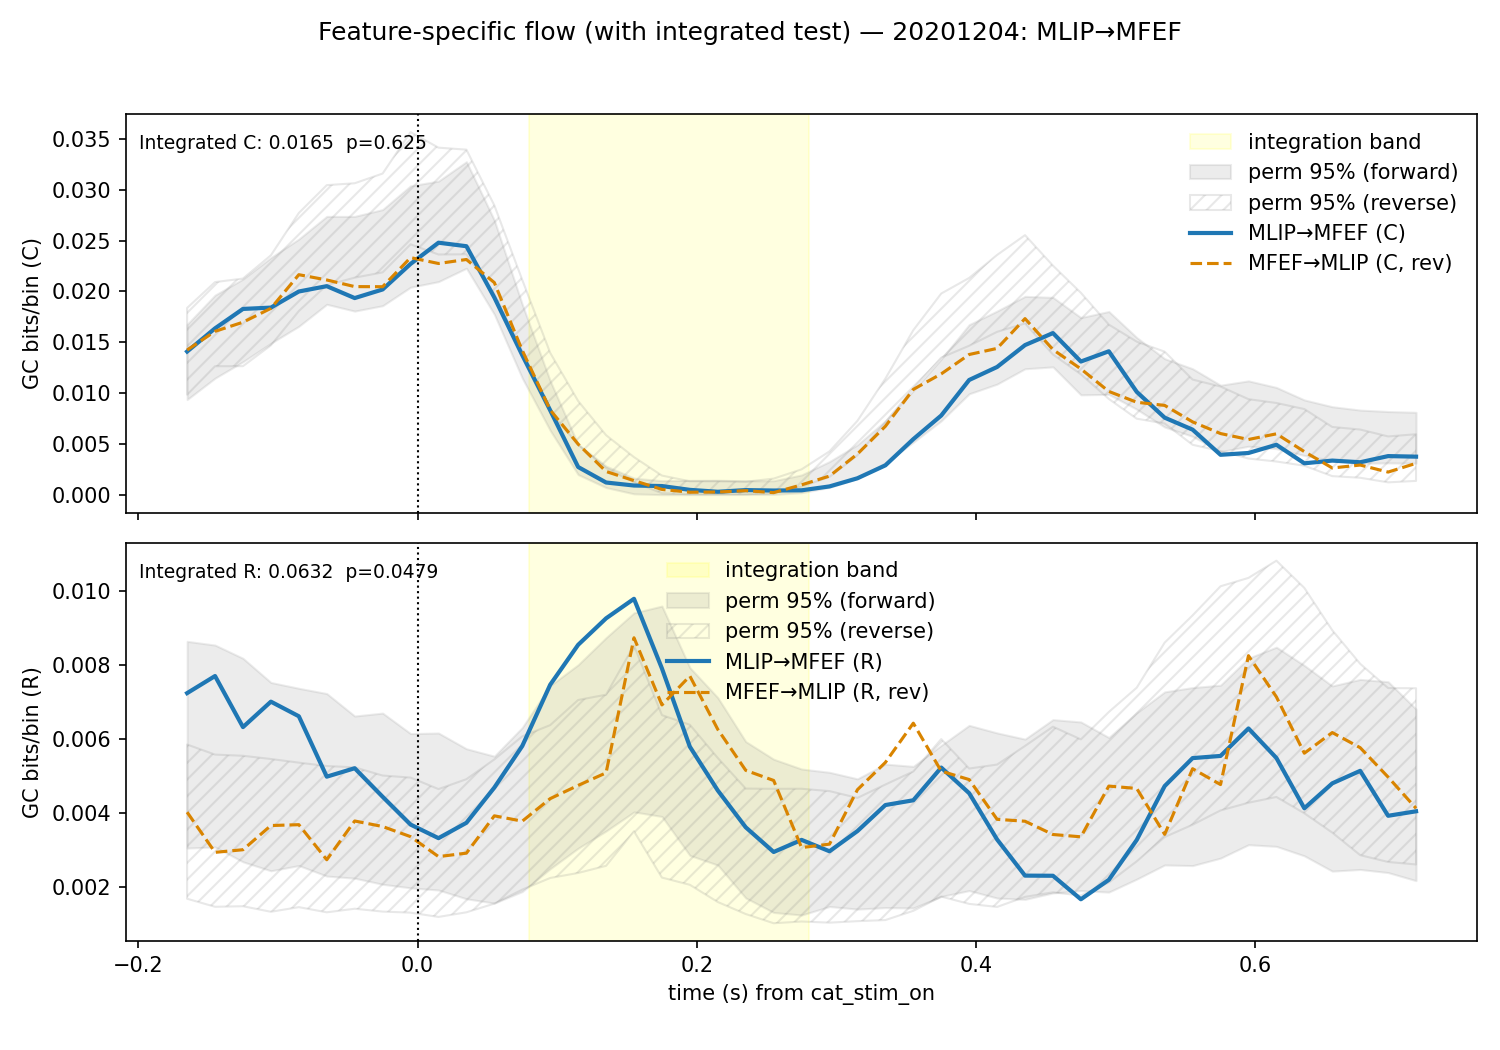 Feature-specific flow (with integrated test) — 20201204: MLIP→MFEF
Integrated C: 0.0165  p=0.625
integration band
perm 95% (forward)
perm 95% (reverse)
MLIP→MFEF (C)
MFEF→MLIP (C, rev)
GC bits/bin (C)
0.035
0.030
0.025
0.020
0.015
0.010
0.005
0.000
Integrated R: 0.0632  p=0.0479
integration band
perm 95% (forward)
perm 95% (reverse)
MLIP→MFEF (R)
MFEF→MLIP (R, rev)
GC bits/bin (R)
0.010
0.008
0.006
0.004
0.002
−0.2 0.0 0.2 0.4 0.6
time (s) from cat_stim_on